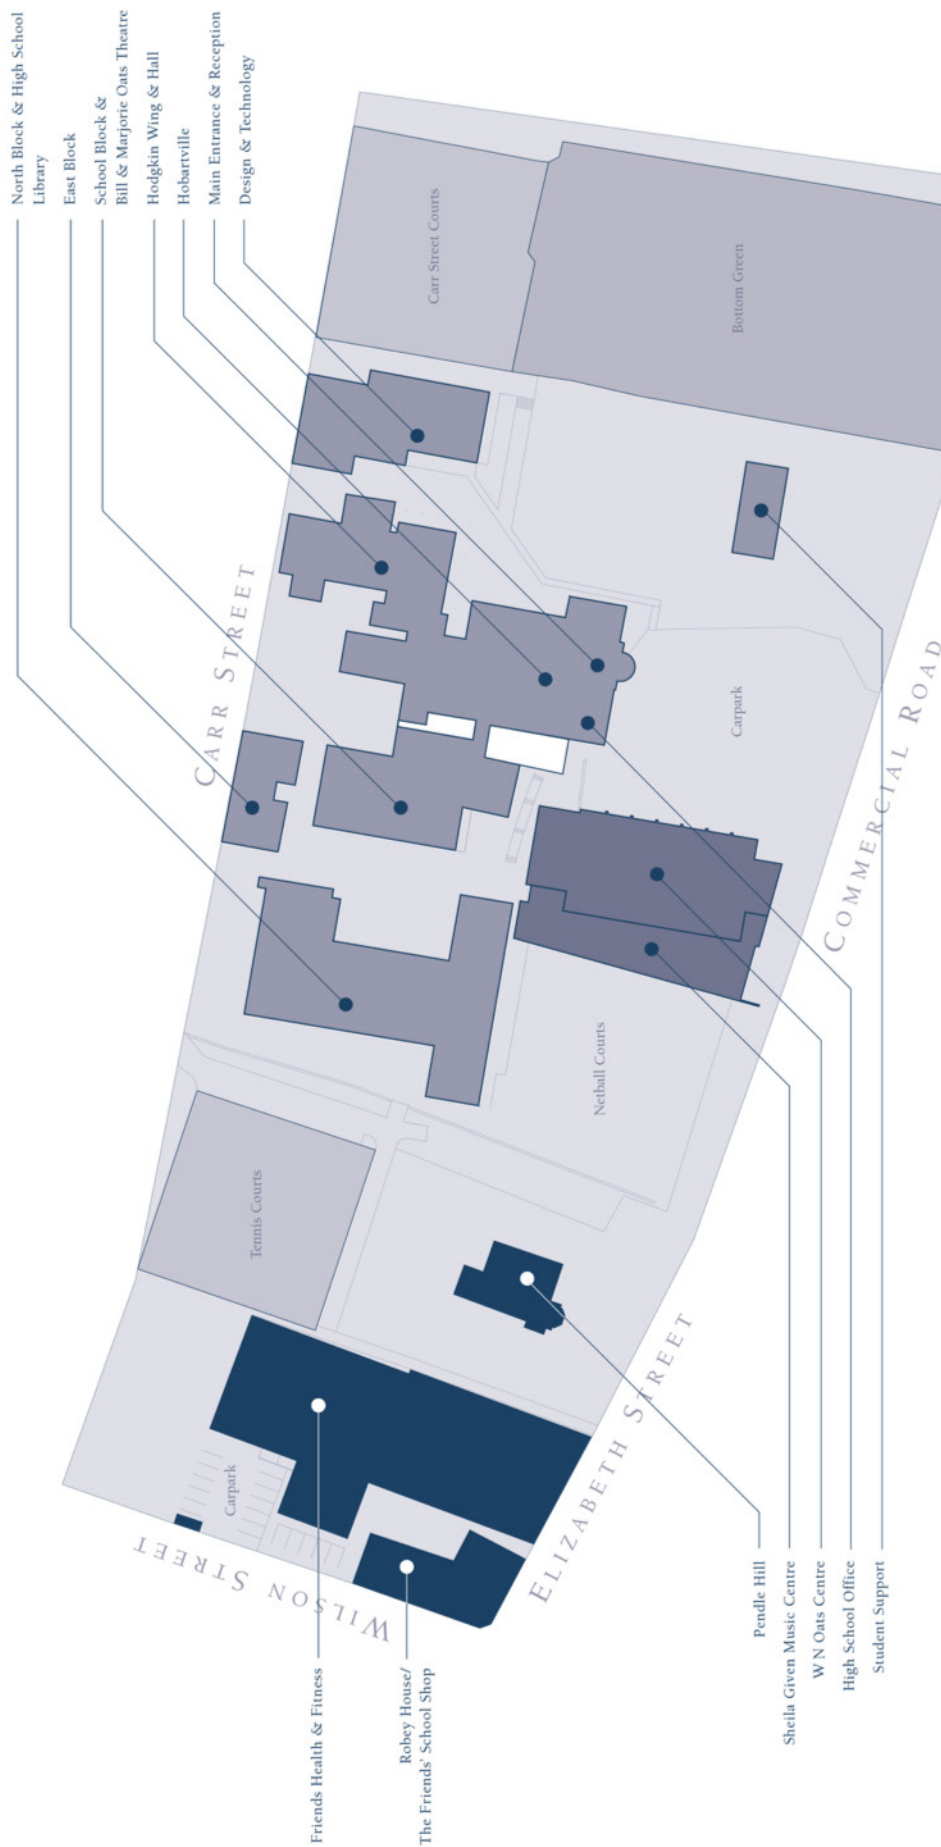 North Block & High School
Library
East Block
School Block &
Bill & Marjorie Oats Theatre
Hodgkin Wing & Hall
Hobartville
Main Entrance & Reception
Design & Technology
CARR STREET
Carr Street Courts
Bottom Green
Carpark
COMMERCIAL ROAD
Netball Courts
Tennis Courts
Carpark
WILSON STREET
ELIZABETH STREET
Friends Health & Fitness
Robey House/
The Friends' School Shop
Pendle Hill
Sheila Given Music Centre
W N Oats Centre
High School Office
Student Support